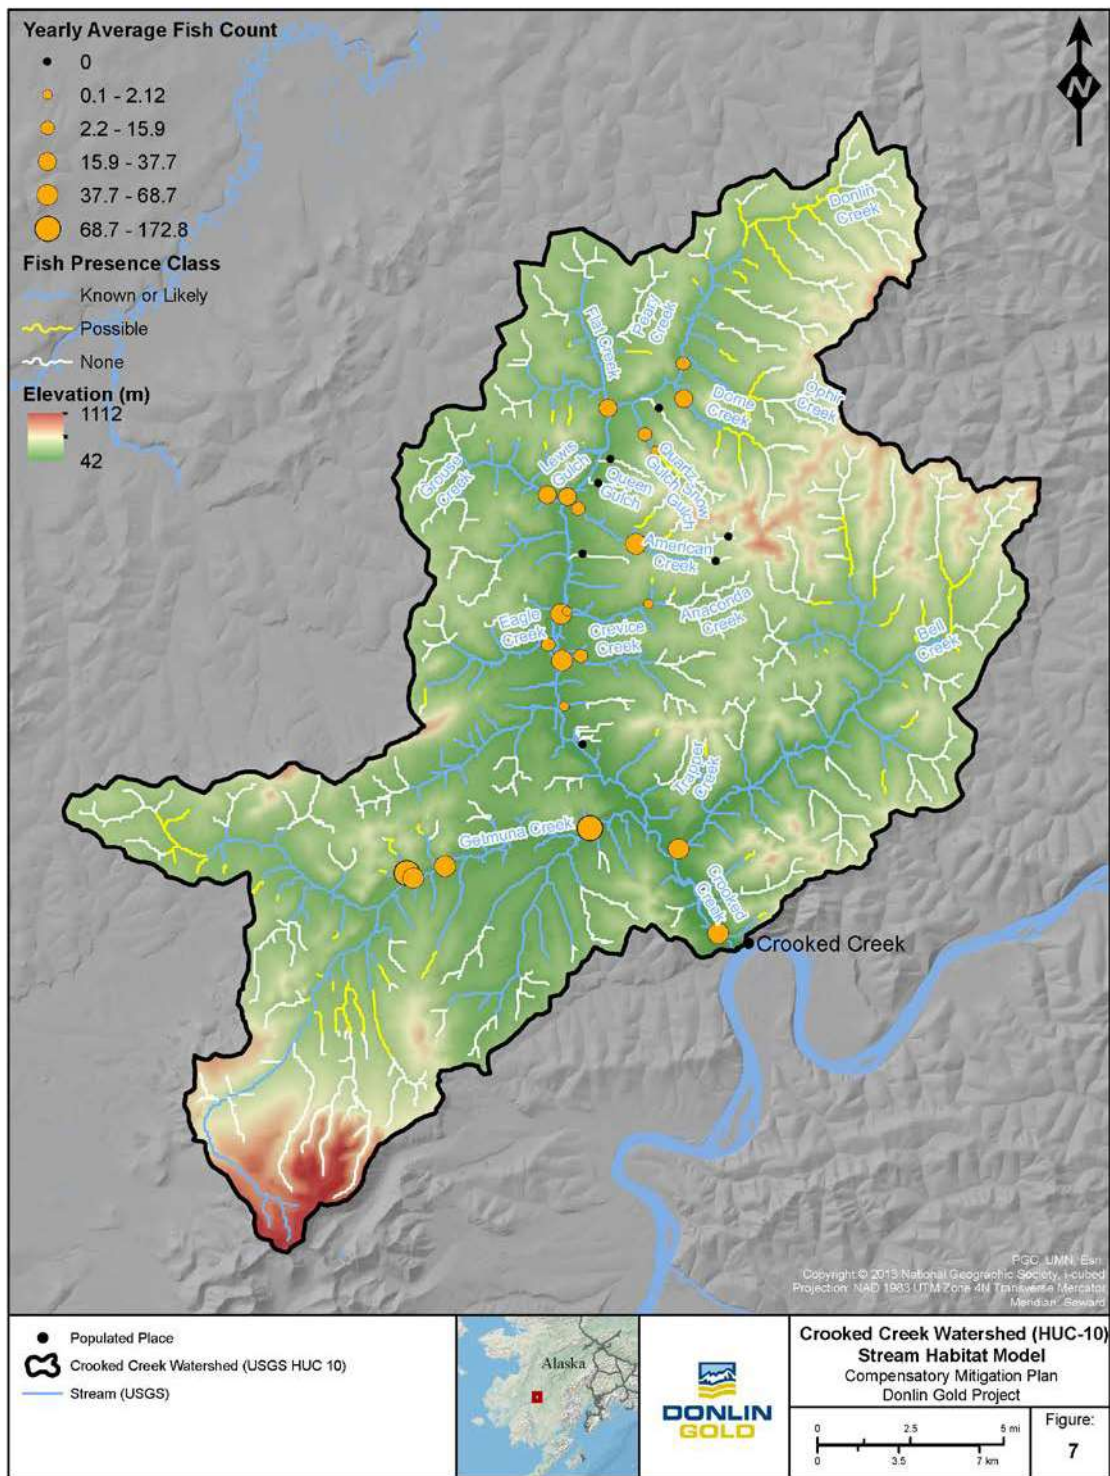 Yearly Average Fish Count
0
0.1 - 2.12
2.2 - 15.9
15.9 - 37.7
37.7 - 68.7
68.7 - 172.8
Fish Presence Class
Known or Likely
Possible
None
Elevation (m)
1112
42
N
Donlin
Creek
Flat Creek
Peary
Creek
Dome
Creek
Ophir
Creek
Grouse
Creek
Lewis
Gulch
Queen
Gulch
Quartz
Gulch
Snow
Gulch
American
Creek
Anaconda
Creek
Eagle
Creek
Crevice
Creek
Bell
Creek
Trapper
Creek
Getmuna Creek
Crooked
Creek
Crooked Creek
PGC, UMN, Esri
Copyright:© 2013 National Geographic Society, i-cubed
Projection: NAD 1983 UTM Zone 4N Transverse Mercator
Meridian: Seward
Populated Place
Crooked Creek Watershed (USGS HUC 10)
Stream (USGS)
Alaska
DONLIN
GOLD
Crooked Creek Watershed (HUC-10)
Stream Habitat Model
Compensatory Mitigation Plan
Donlin Gold Project
0 2.5 5 mi
0 3.5 7 km
Figure:
7